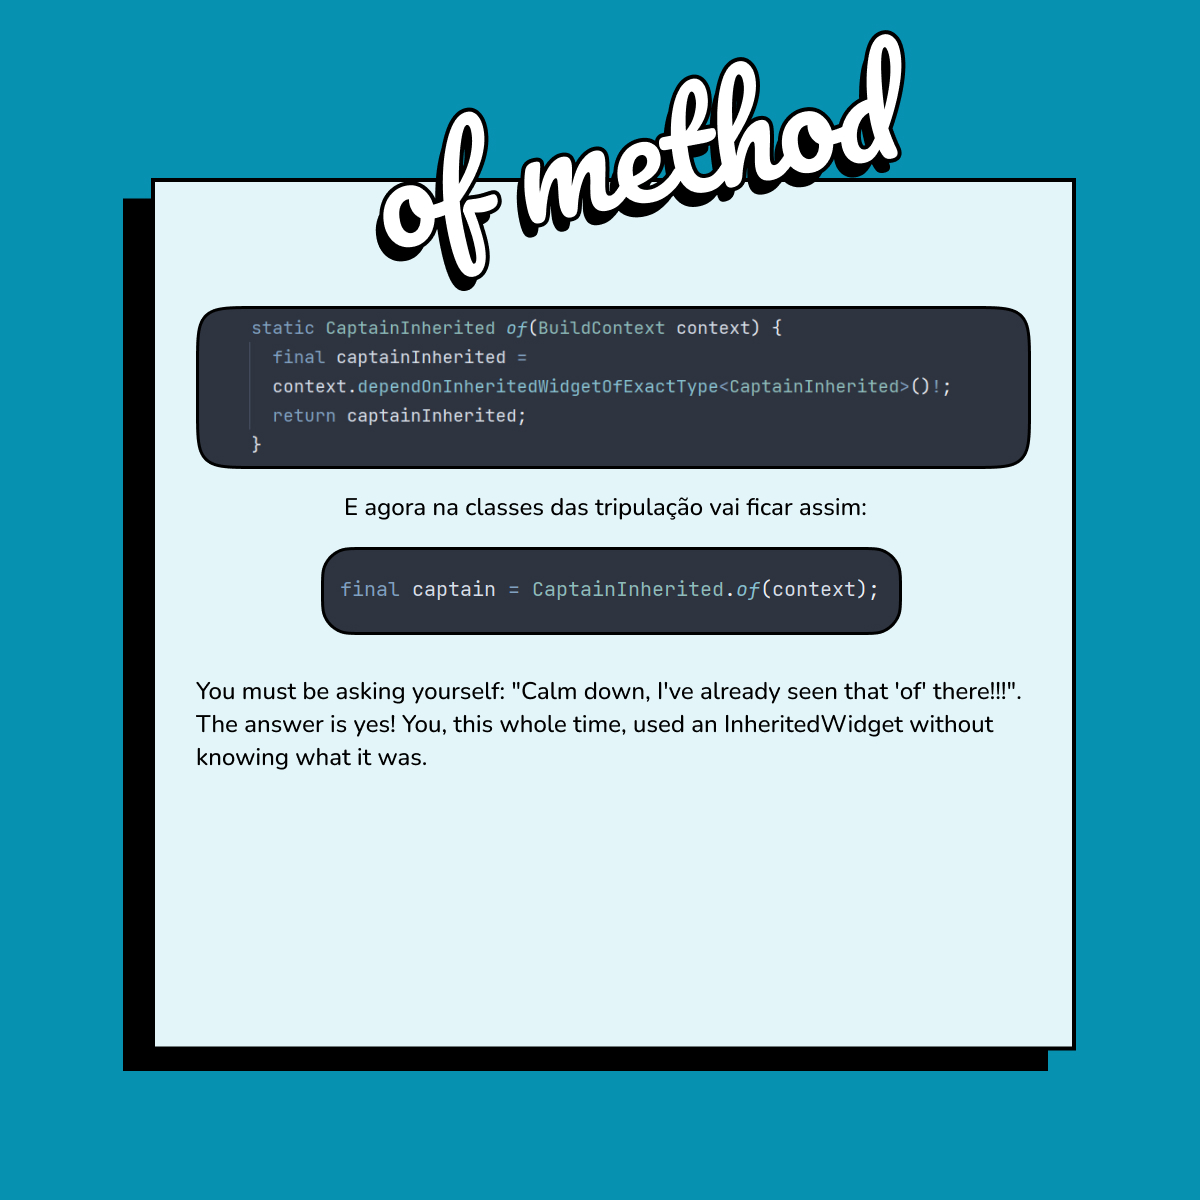 of method
static CaptainInherited of(BuildContext context) {
final captainInherited =
context.dependOnInheritedWidgetOfExactType<CaptainInherited>()!;
return captainInherited;
}
E agora na classes das tripulação vai ficar assim:
final captain = CaptainInherited.of(context);
You must be asking yourself: "Calm down, I've already seen that 'of' there!!!".
The answer is yes! You, this whole time, used an InheritedWidget without
knowing what it was.